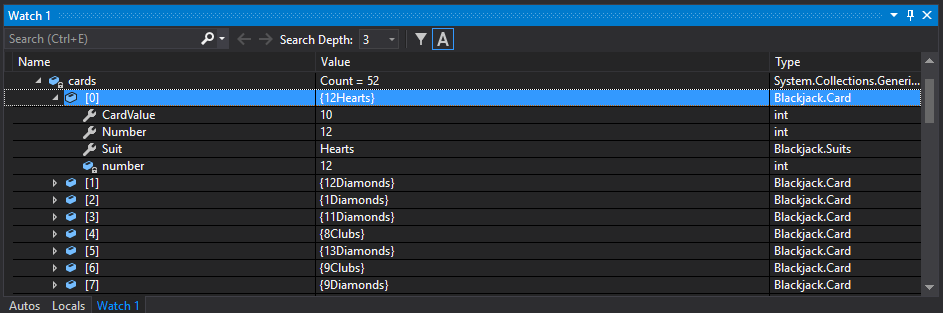 Watch 1
Search (Ctrl+E) Search Depth: 3 A
Name Value Type
cards Count = 52 System.Collections.Generi...
[0] {12Hearts} Blackjack.Card
CardValue 10 int
Number 12 int
Suit Hearts Blackjack.Suits
number 12 int
[1] {12Diamonds} Blackjack.Card
[2] {1Diamonds} Blackjack.Card
[3] {11Diamonds} Blackjack.Card
[4] {8Clubs} Blackjack.Card
[5] {13Diamonds} Blackjack.Card
[6] {9Clubs} Blackjack.Card
[7] {9Diamonds} Blackjack.Card
Autos Locals Watch 1